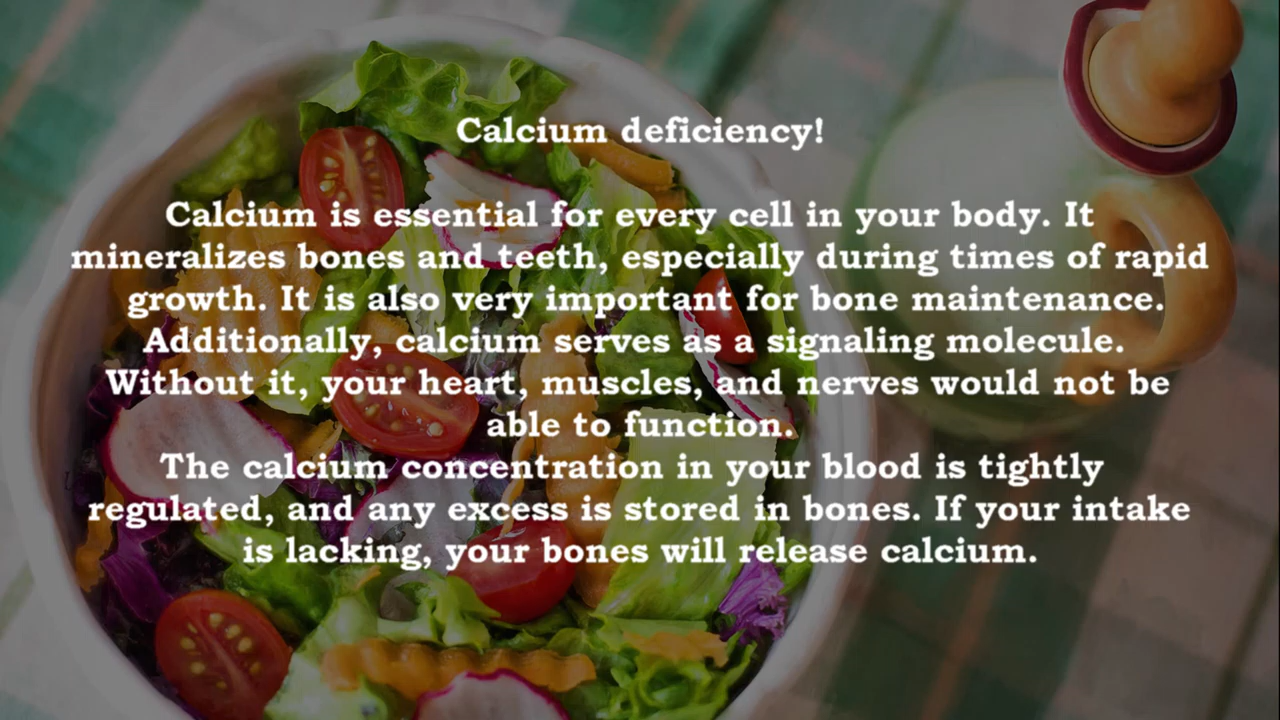 Calcium deficiency!
Calcium is essential for every cell in your body. It
mineralizes bones and teeth, especially during times of rapid
growth. It is also very important for bone maintenance.
Additionally, calcium serves as a signaling molecule.
Without it, your heart, muscles, and nerves would not be
able to function.
The calcium concentration in your blood is tightly
regulated, and any excess is stored in bones. If your intake
is lacking, your bones will release calcium.